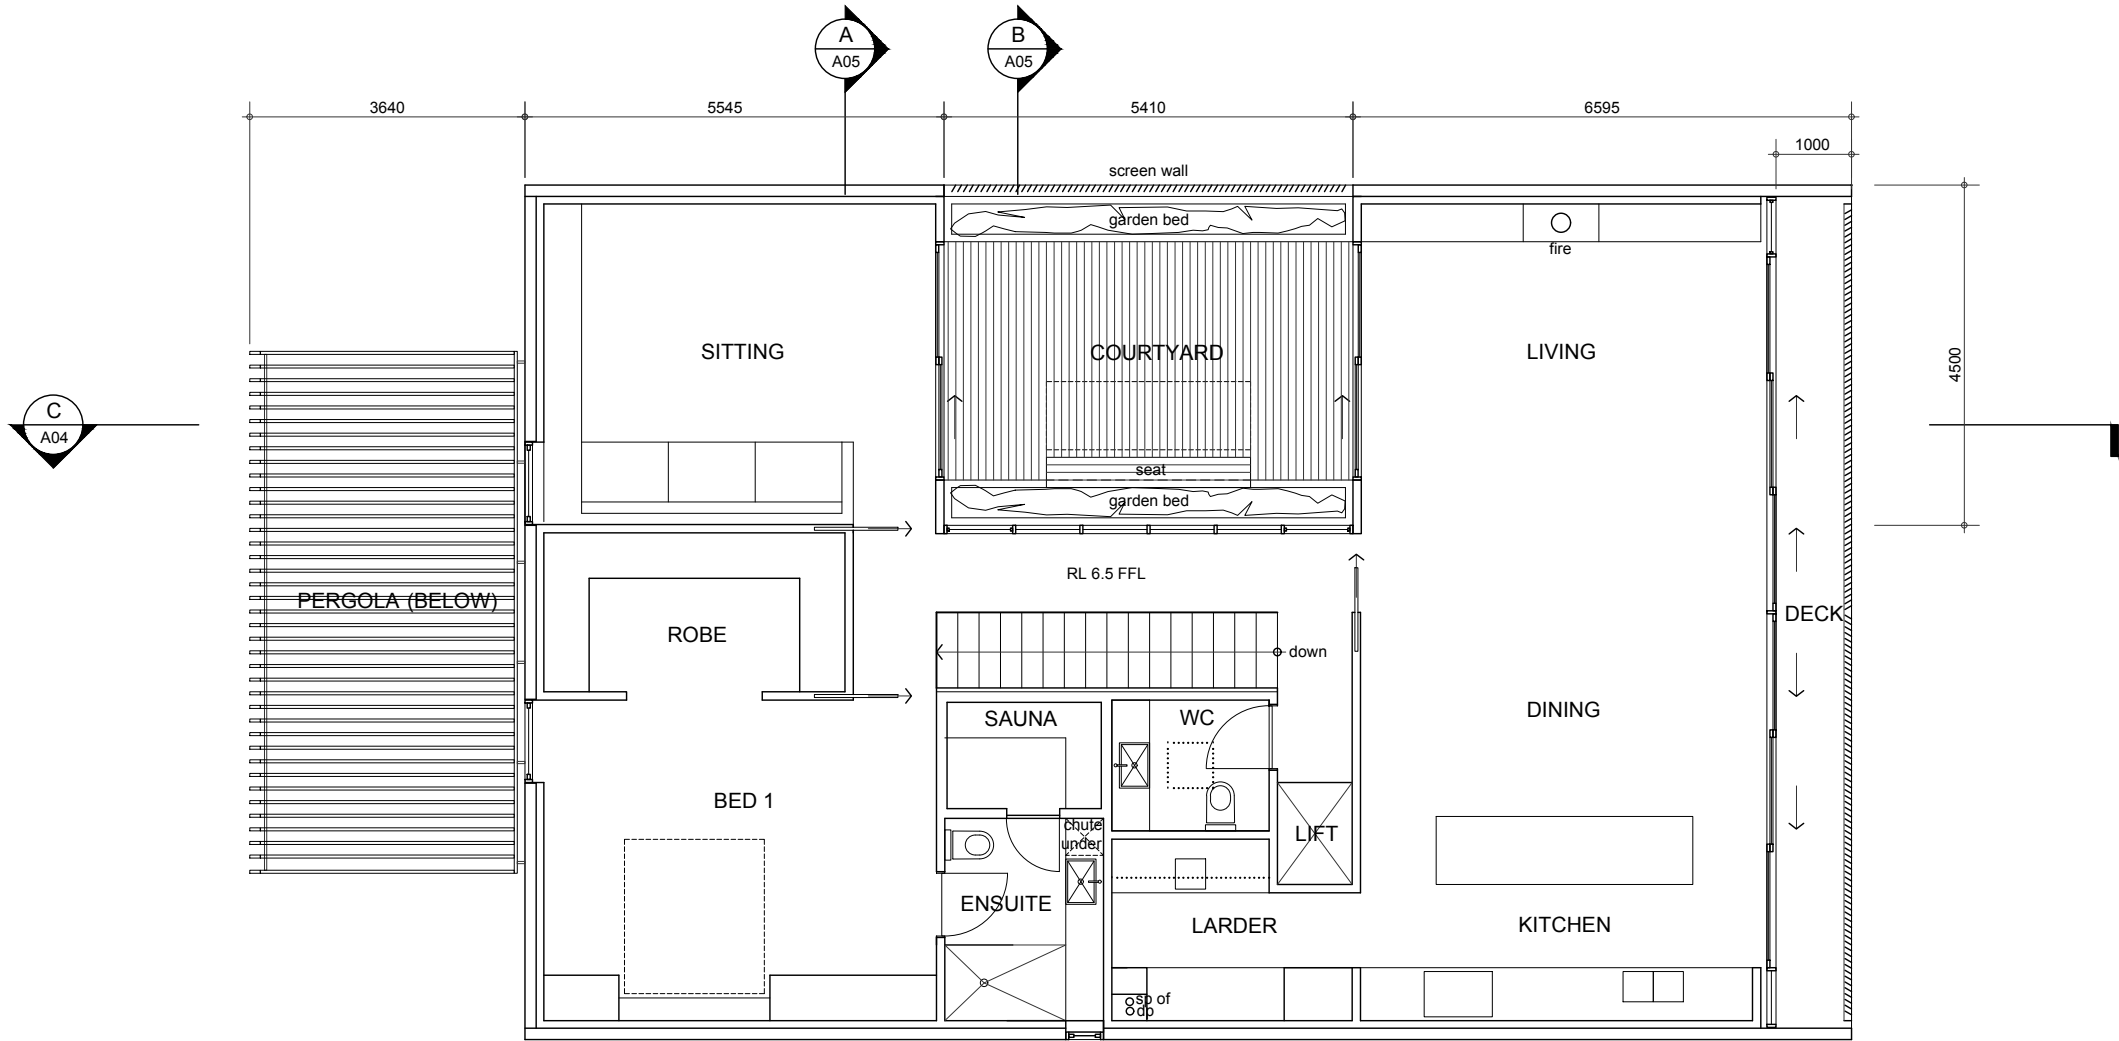 A
A05
B
A05
3640
5545
5410
6595
1000
screen wall
garden bed
fire
SITTING
COURTYARD
LIVING
4500
C
A04
seat
garden bed
RL 6.5 FFL
PERGOLA (BELOW)
DECK
ROBE
down
SAUNA
WC
DINING
BED 1
chute
under
LIFT
ENSUITE
LARDER
KITCHEN
sp of
dp